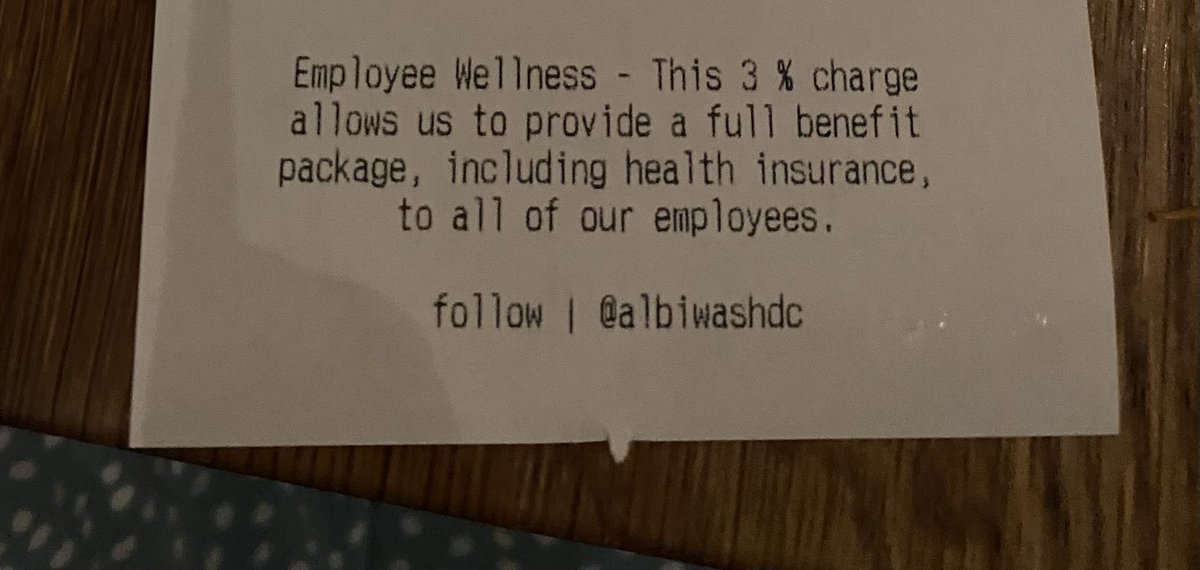 Employee Wellness - This 3 % charge
allows us to provide a full benefit
package, including health insurance,
to all of our employees.
follow | @albiwashdc